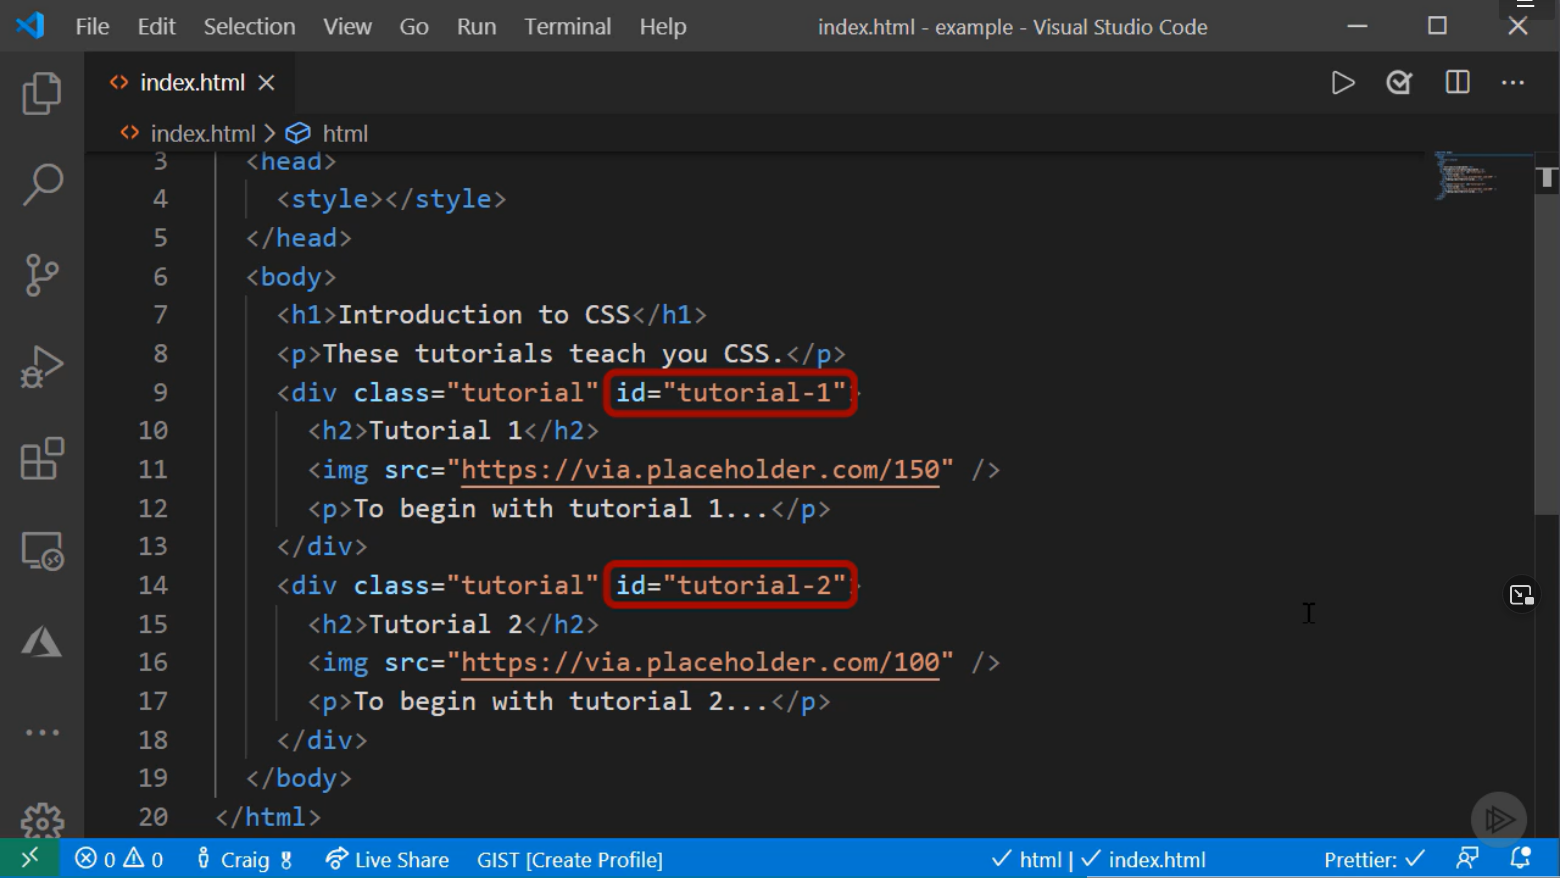 File Edit Selection View Go Run Terminal Help index.html - example - Visual Studio Code
index.html
index.html > html
3 <head>
4 <style></style>
5 </head>
6 <body>
7 <h1>Introduction to CSS</h1>
8 <p>These tutorials teach you CSS.</p>
9 <div class="tutorial" id="tutorial-1">
10 <h2>Tutorial 1</h2>
11 <img src="https://via.placeholder.com/150" />
12 <p>To begin with tutorial 1...</p>
13 </div>
14 <div class="tutorial" id="tutorial-2">
15 <h2>Tutorial 2</h2>
16 <img src="https://via.placeholder.com/100" />
17 <p>To begin with tutorial 2...</p>
18 </div>
19 </body>
20 </html>
0 0 Craig Live Share GIST [Create Profile] ✓ html | ✓ index.html Prettier: ✓